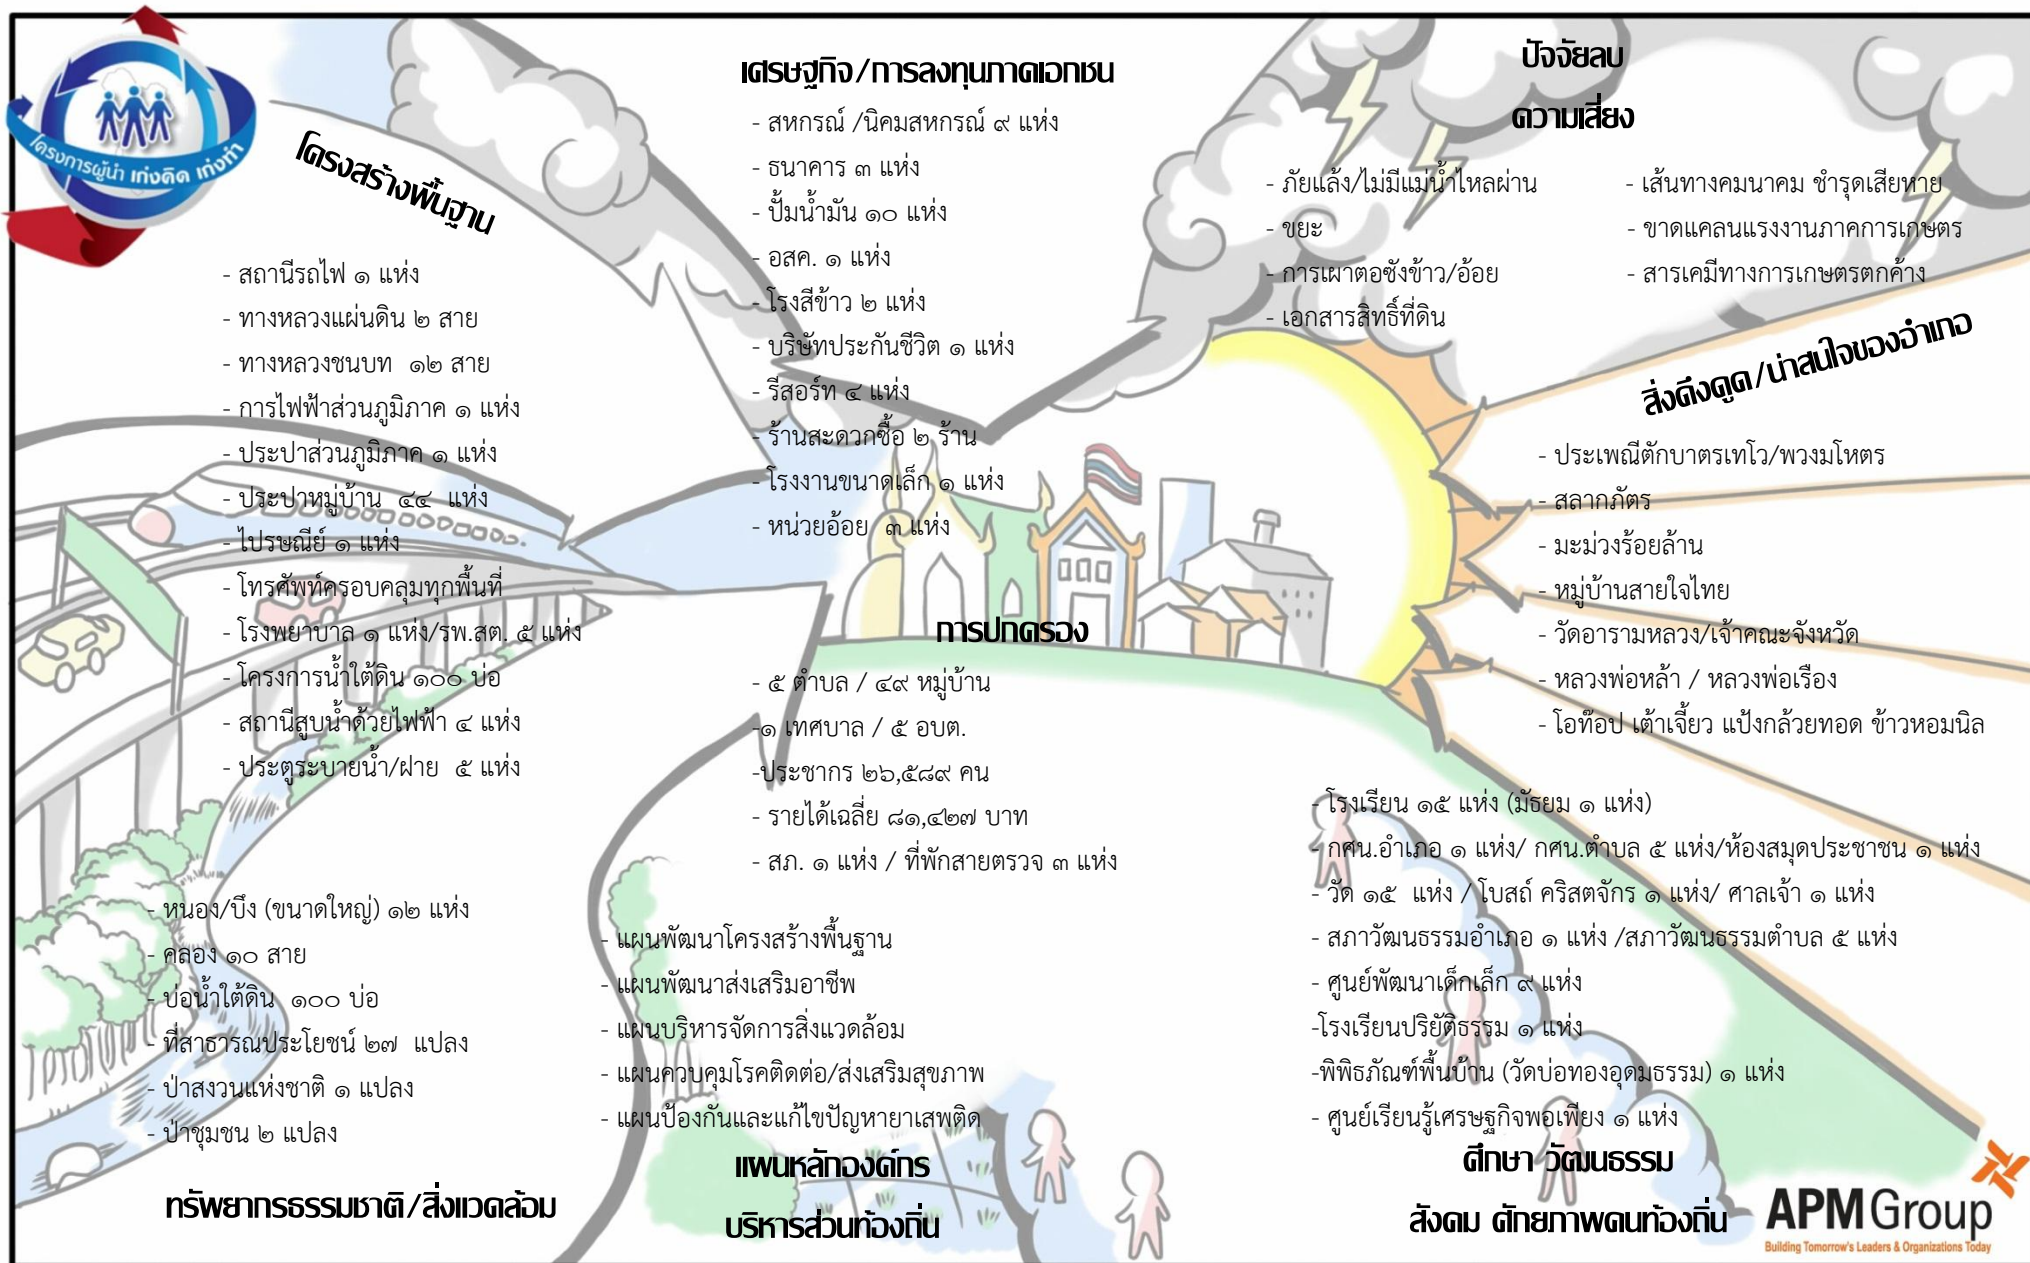 โครงการผู้นำ เก่งคิด เก่งทำ
โครงสร้างพื้นฐาน
- สถานีรถไฟ ๑ แห่ง
- ทางหลวงแผ่นดิน ๒ สาย
- ทางหลวงชนบท ๑๒ สาย
- การไฟฟ้าส่วนภูมิภาค ๑ แห่ง
- ประปาส่วนภูมิภาค ๑ แห่ง
- ประปาหมู่บ้าน ๔๔ แห่ง
- ไปรษณีย์ ๑ แห่ง
- โทรศัพท์ครอบคลุมทุกพื้นที่
- โรงพยาบาล ๑ แห่ง/รพ.สต. ๕ แห่ง
- โครงการน้ำใต้ดิน ๑๐๐ บ่อ
- สถานีสูบน้ำด้วยไฟฟ้า ๔ แห่ง
- ประตูระบายน้ำ/ฝาย ๕ แห่ง
เศรษฐกิจ/การลงทุนภาคเอกชน
- สหกรณ์ /นิคมสหกรณ์ ๙ แห่ง
- ธนาคาร ๓ แห่ง
- ปั้มน้ำมัน ๑๐ แห่ง
- อสค. ๑ แห่ง
- โรงสีข้าว ๒ แห่ง
- บริษัทประกันชีวิต ๑ แห่ง
- รีสอร์ท ๔ แห่ง
- ร้านสะดวกซื้อ ๒ ร้าน
- โรงงานขนาดเล็ก ๑ แห่ง
- หน่วยอ้อย ๓ แห่ง
ปัจจัยลบ
ความเสี่ยง
- ภัยแล้ง/ไม่มีแม่น้ำไหลผ่าน
- ขยะ
- การเผาตอซังข้าว/อ้อย
- เอกสารสิทธิ์ที่ดิน
- เส้นทางคมนาคม ชำรุดเสียหาย
- ขาดแคลนแรงงานภาคการเกษตร
- สารเคมีทางการเกษตรตกค้าง
สิ่งดึงดูด/น่าสนใจของอำเภอ
- ประเพณีตักบาตรเทโว/พวงมโหตร
- สลากภัตร
- มะม่วงร้อยล้าน
- หมู่บ้านสายใจไทย
- วัดอารามหลวง/เจ้าคณะจังหวัด
- หลวงพ่อหล้า / หลวงพ่อเรือง
- โอท๊อป เต้าเจี้ยว แป้งกล้วยทอด ข้าวหอมนิล
การปกครอง
- ๕ ตำบล / ๔๙ หมู่บ้าน
-๑ เทศบาล / ๕ อบต.
-ประชากร ๒๖,๕๘๙ คน
- รายได้เฉลี่ย ๘๑,๔๒๗ บาท
- สภ. ๑ แห่ง / ที่พักสายตรวจ ๓ แห่ง
- หนอง/บึง (ขนาดใหญ่) ๑๒ แห่ง
- คลอง ๑๐ สาย
- บ่อน้ำใต้ดิน ๑๐๐ บ่อ
- ที่สาธารณประโยชน์ ๒๗ แปลง
- ป่าสงวนแห่งชาติ ๑ แปลง
- ป่าชุมชน ๒ แปลง
ทรัพยากรธรรมชาติ/สิ่งแวดล้อม
- แผนพัฒนาโครงสร้างพื้นฐาน
- แผนพัฒนาส่งเสริมอาชีพ
- แผนบริหารจัดการสิ่งแวดล้อม
- แผนควบคุมโรคติดต่อ/ส่งเสริมสุขภาพ
- แผนป้องกันและแก้ไขปัญหายาเสพติด
แผนหลักองค์กร
บริหารส่วนท้องถิ่น
- โรงเรียน ๑๕ แห่ง (มัธยม ๑ แห่ง)
- กศน.อำเภอ ๑ แห่ง/ กศน.ตำบล ๕ แห่ง/ห้องสมุดประชาชน ๑ แห่ง
- วัด ๑๕ แห่ง / โบสถ์ คริสตจักร ๑ แห่ง/ ศาลเจ้า ๑ แห่ง
- สภาวัฒนธรรมอำเภอ ๑ แห่ง /สภาวัฒนธรรมตำบล ๕ แห่ง
- ศูนย์พัฒนาเด็กเล็ก ๙ แห่ง
-โรงเรียนปริยัติธรรม ๑ แห่ง
-พิพิธภัณฑ์พื้นบ้าน (วัดบ่อทองอุดมธรรม) ๑ แห่ง
- ศูนย์เรียนรู้เศรษฐกิจพอเพียง ๑ แห่ง
ศึกษา วัฒนธรรม
สังคม ศักยภาพคนท้องถิ่น
APMGroup
Building Tomorrow's Leaders & Organizations Today